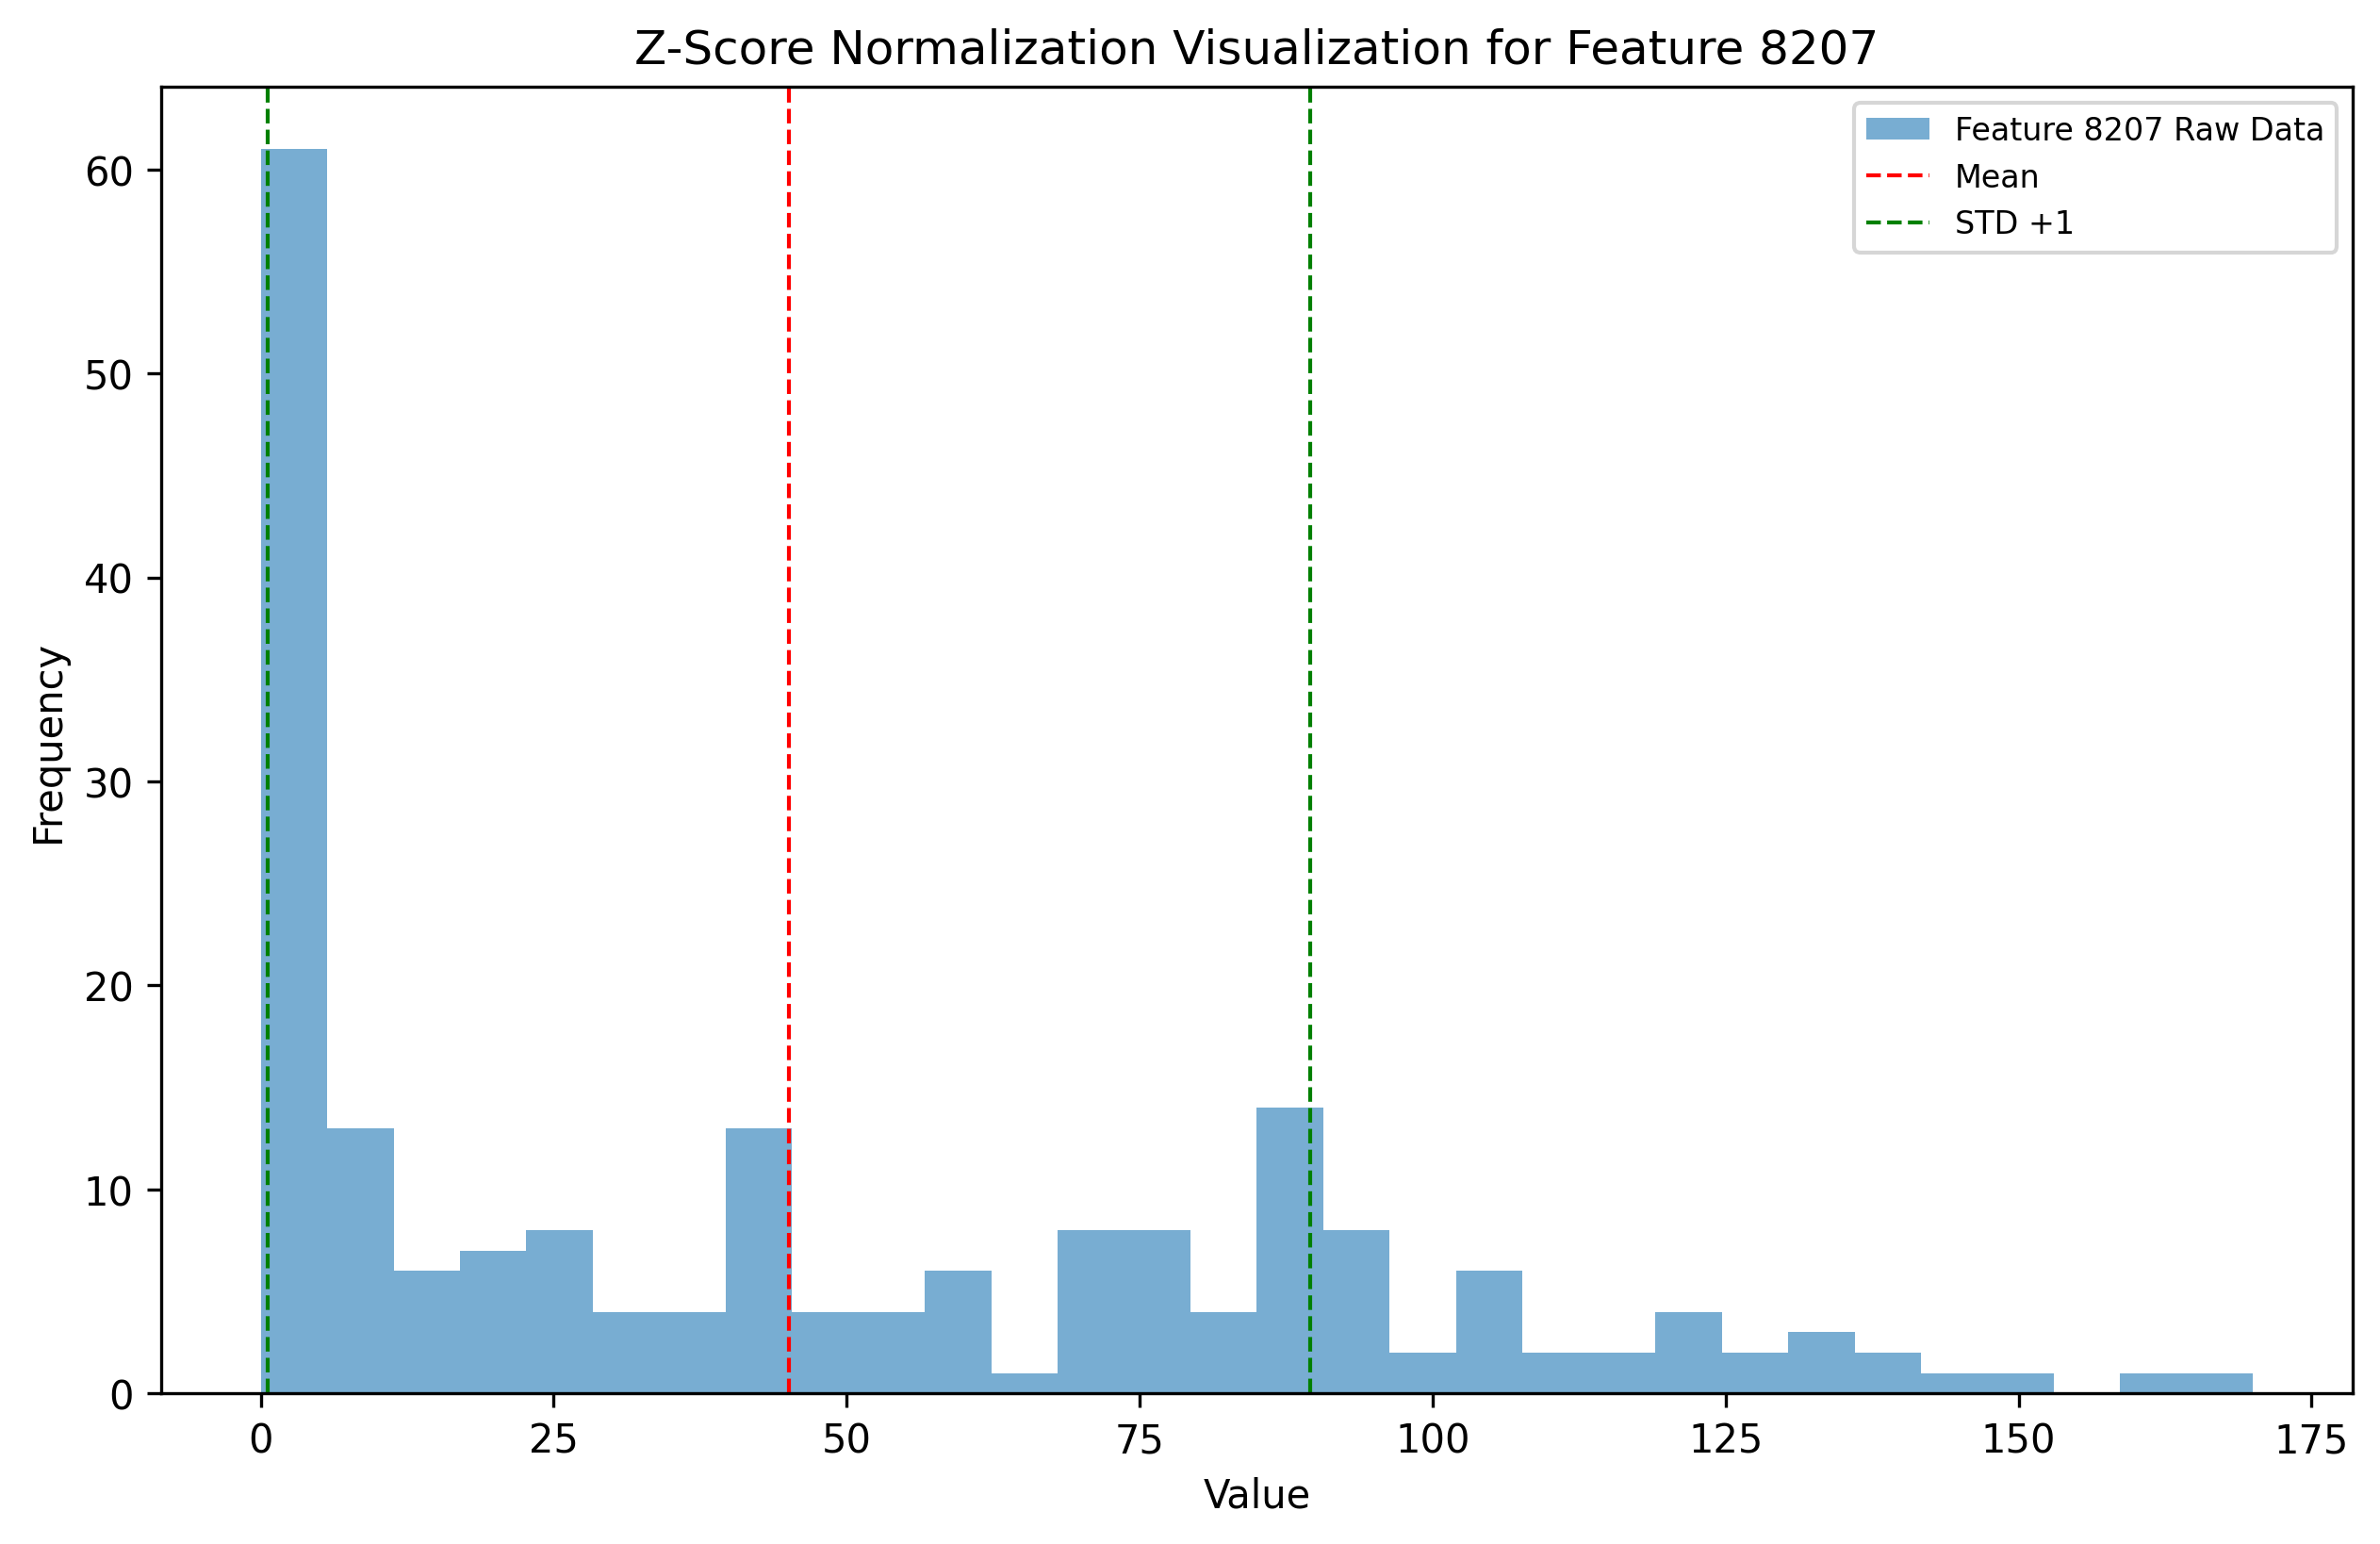 Z-Score Normalization Visualization for Feature 8207
Feature 8207 Raw Data
Mean
STD +1
Frequency
60
50
40
30
20
10
0
0 25 50 75 100 125 150 175
Value